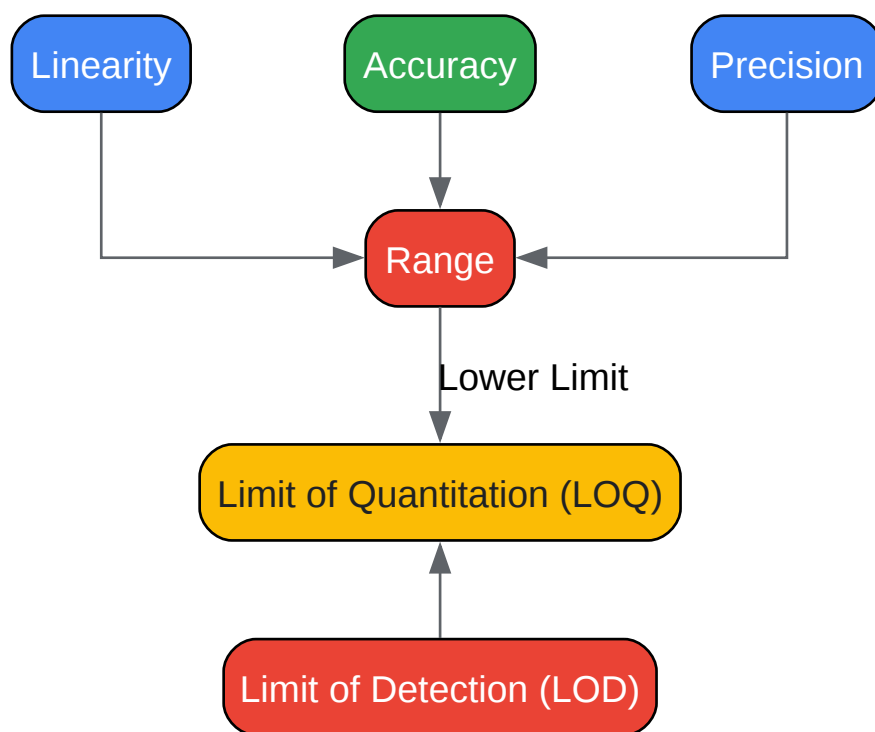 Linearity
Accuracy
Precision
Range
Lower Limit
Limit of Quantitation (LOQ)
Limit of Detection (LOD)